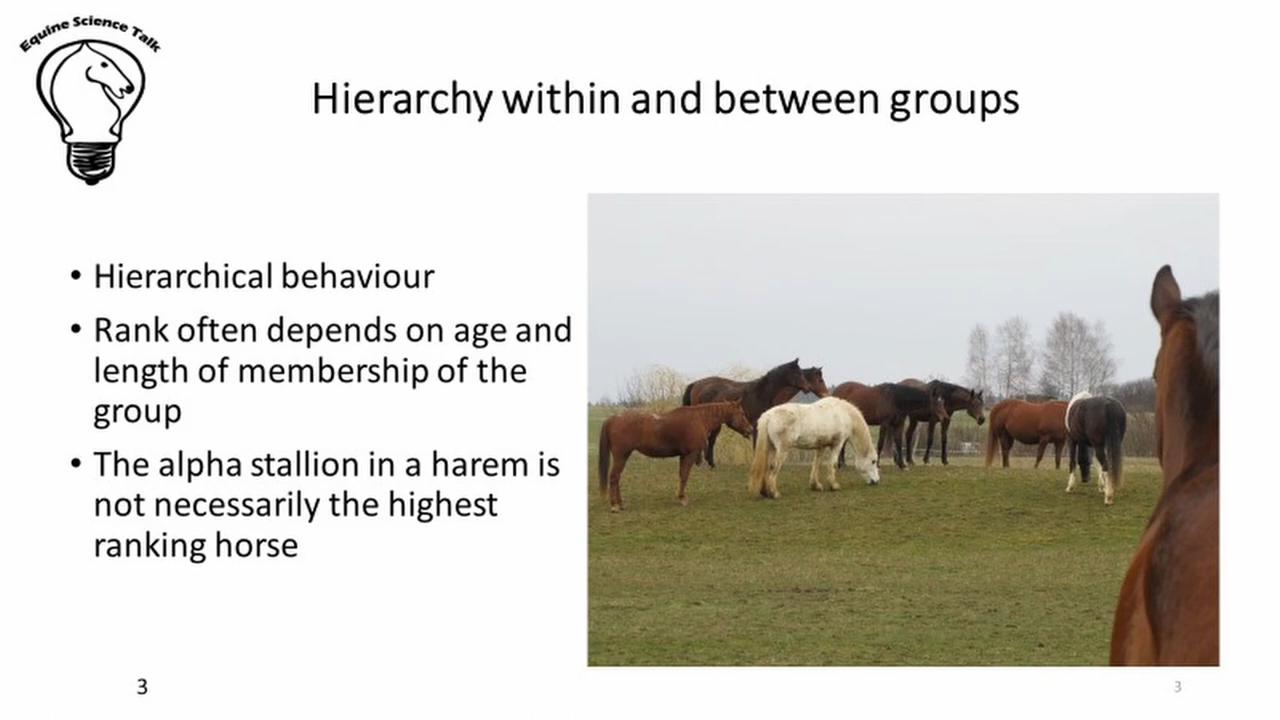 Equine Science Talk
Hierarchy within and between groups
• Hierarchical behaviour
• Rank often depends on age and
length of membership of the
group
• The alpha stallion in a harem is
not necessarily the highest
ranking horse
3
3